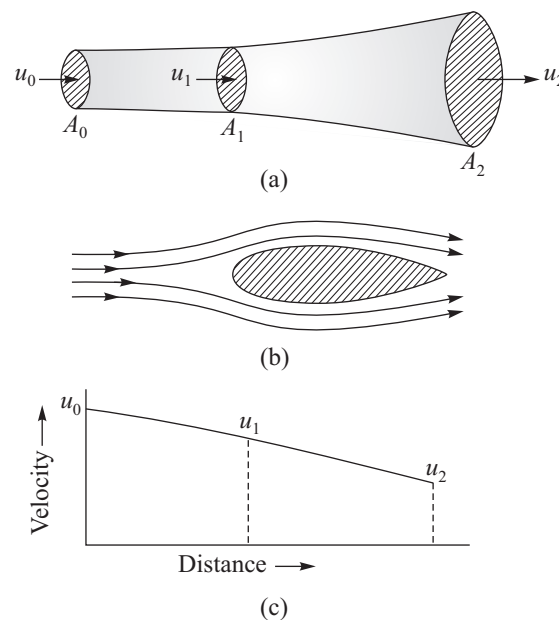 u0 u1 u2
A0 A1 A2
(a)
(b)
u0
u1
u2
Velocity
Distance
(c)